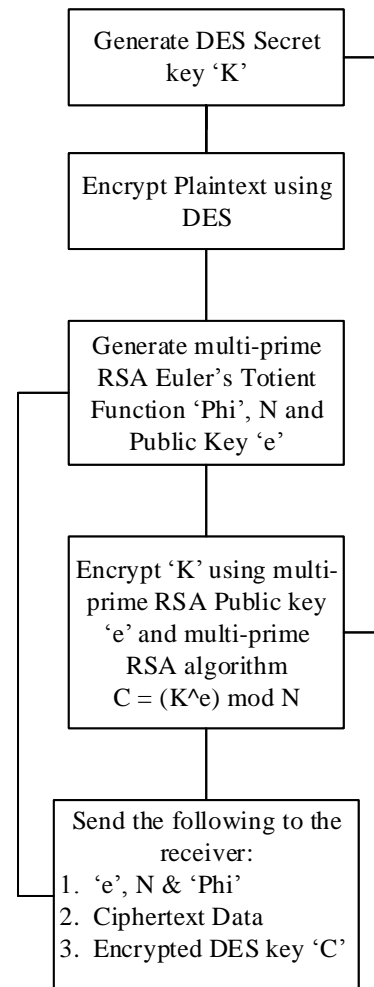 Generate DES Secret
key ‘K’
Encrypt Plaintext using
DES
Generate multi-prime
RSA Euler’s Totient
Function ‘Phi’, N and
Public Key ‘e’
Encrypt ‘K’ using multi-
prime RSA Public key
‘e’ and multi-prime
RSA algorithm
C = (K^e) mod N
Send the following to the
receiver:
1. ‘e’, N & ‘Phi’
2. Ciphertext Data
3. Encrypted DES key ‘C’